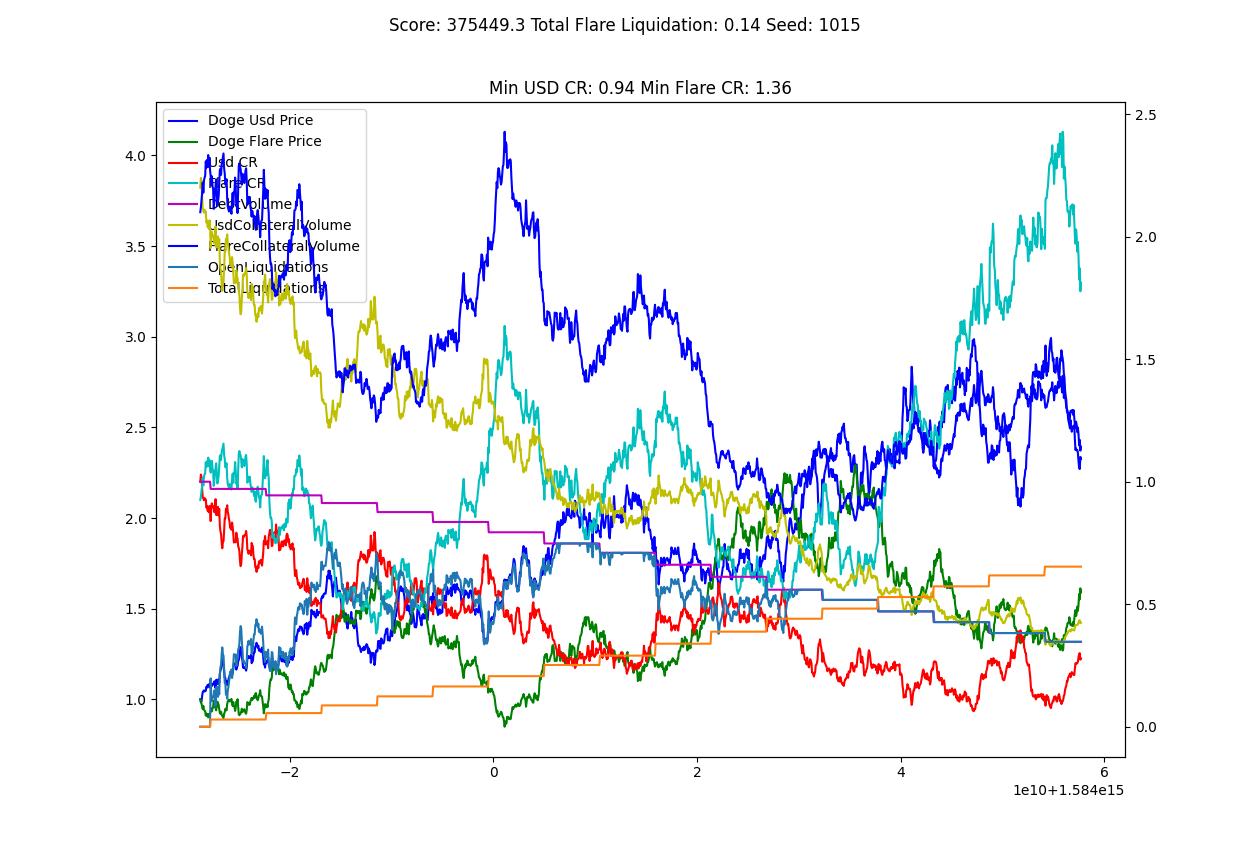 Score: 375449.3 Total Flare Liquidation: 0.14 Seed: 1015
Min USD CR: 0.94 Min Flare CR: 1.36
Doge Usd Price
Doge Flare Price
Usd CR
Flare CR
Debt Volume
UsdCollateralVolume
FlareCollateralVolume
OpenLiquidations
TotalLiquidations
4.0
3.5
3.0
2.5
2.0
1.5
1.0
2.5
2.0
1.5
1.0
0.5
0.0
−2
0
2
4
6
1e10+1.584e15